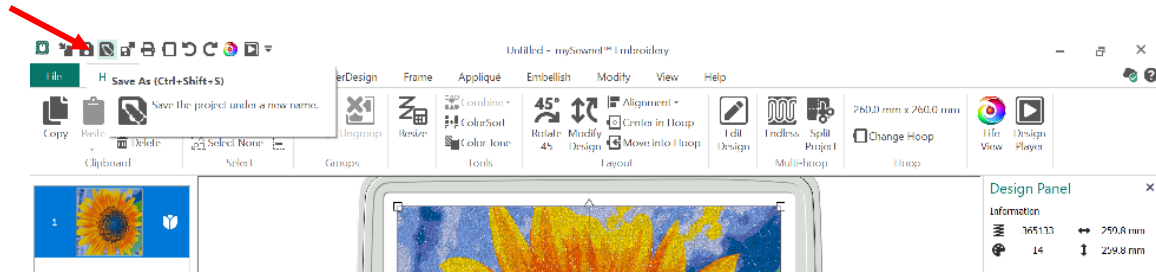 Untitled - mySewnet™ Embroidery
File H erDesign Frame Appliqué Embellish Modify View Help
Save As (Ctrl+Shift+S)
Save the project under a new name.
Copy Paste Delete Select None Ungroup Resize
Combine
ColorSort
Color Tone
45° Rotate 45
Modify Design
Alignment
Center in Hoop
Move into Hoop
Edit Design
Endless
Split Project
260.0 mm x 260.0 mm
Change Hoop
Life View
Design Player
Clipboard Select Groups Tools Layout Multi-hoop Hoop
1
Design Panel
Information
365133 259.8 mm
14 259.8 mm